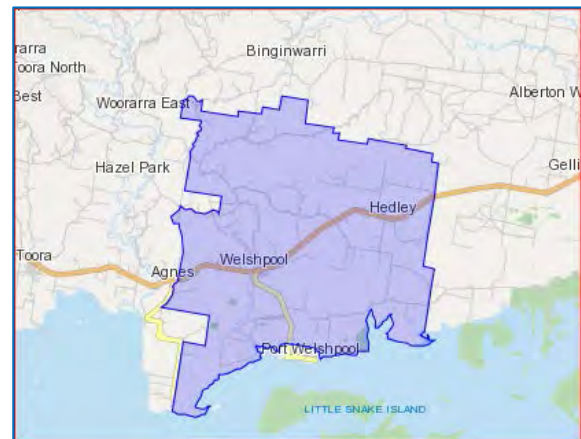 Binginwarri
rarra
Toora North
Best
Woorarra East
Alberton W
Hazel Park
Gelli
Hedley
Toora
Welshpool
Agnes
Port Welshpool
LITTLE SNAKE ISLAND